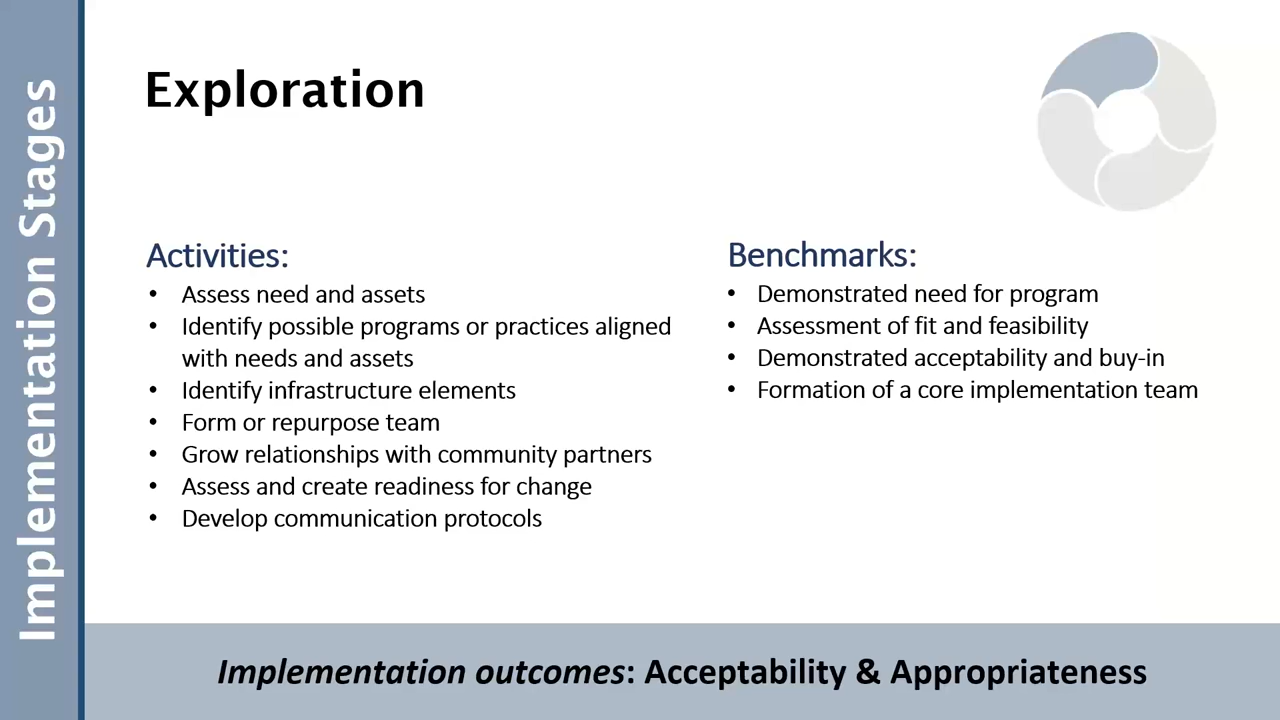 Implementation Stages
Exploration
Activities:
• Assess need and assets
• Identify possible programs or practices aligned
with needs and assets
• Identify infrastructure elements
• Form or repurpose team
• Grow relationships with community partners
• Assess and create readiness for change
• Develop communication protocols
Benchmarks:
• Demonstrated need for program
• Assessment of fit and feasibility
• Demonstrated acceptability and buy-in
• Formation of a core implementation team
Implementation outcomes: Acceptability & Appropriateness